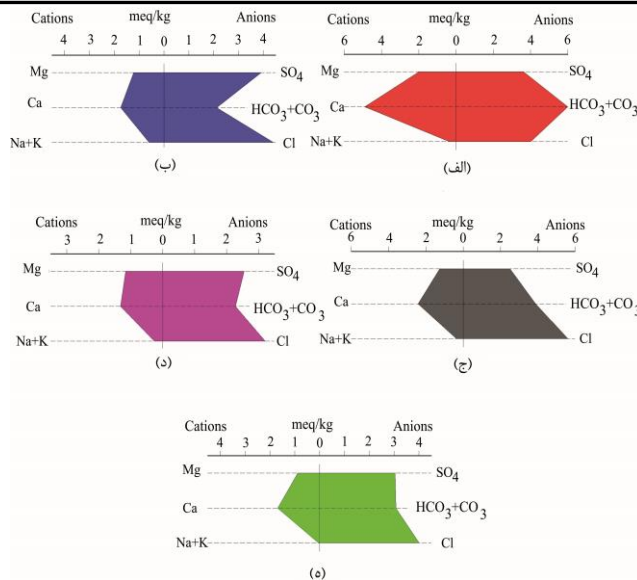 Cations meq/kg Anions
4 3 2 1 0 1 2 3 4
Mg SO4
Ca HCO3+CO3
Na+K Cl
(ب)
Cations meq/kg Anions
6 4 2 0 2 4 6
Mg SO4
Ca HCO3+CO3
Na+K Cl
(الف)
Cations meq/kg Anions
3 2 1 0 1 2 3
Mg SO4
Ca HCO3+CO3
Na+K Cl
(د)
Cations meq/kg Anions
6 4 2 0 2 4 6
Mg SO4
Ca HCO3+CO3
Na+K Cl
(ج)
Cations meq/kg Anions
4 3 2 1 0 1 2 3 4
Mg SO4
Ca HCO3+CO3
Na+K Cl
(ه)